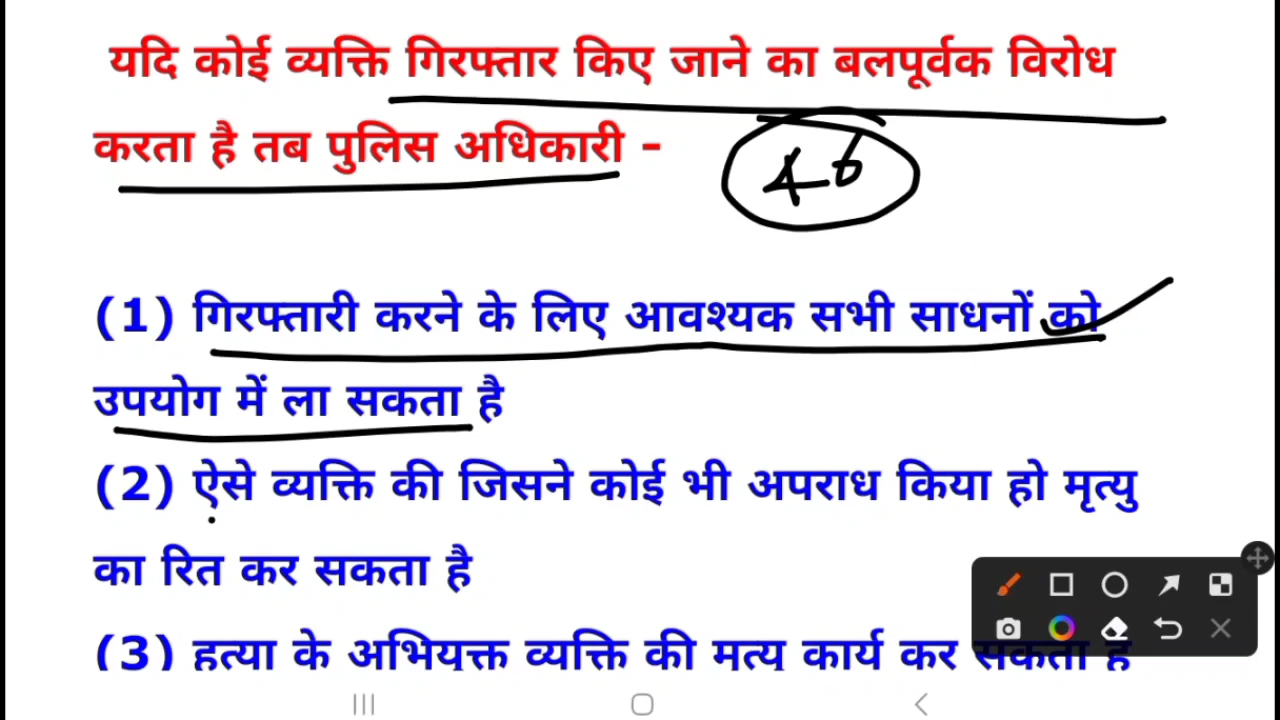 यदि कोई व्यक्ति गिरफ्तार किए जाने का बलपूर्वक विरोध
करता है तब पुलिस अधिकारी -
46
(1) गिरफ्तारी करने के लिए आवश्यक सभी साधनों को
उपयोग में ला सकता है
(2) ऐसे व्यक्ति की जिसने कोई भी अपराध किया हो मृत्यु
का रित कर सकता है
(3) हत्या के अभियुक्त व्यक्ति की मृत्यु कार्य कर सकता है